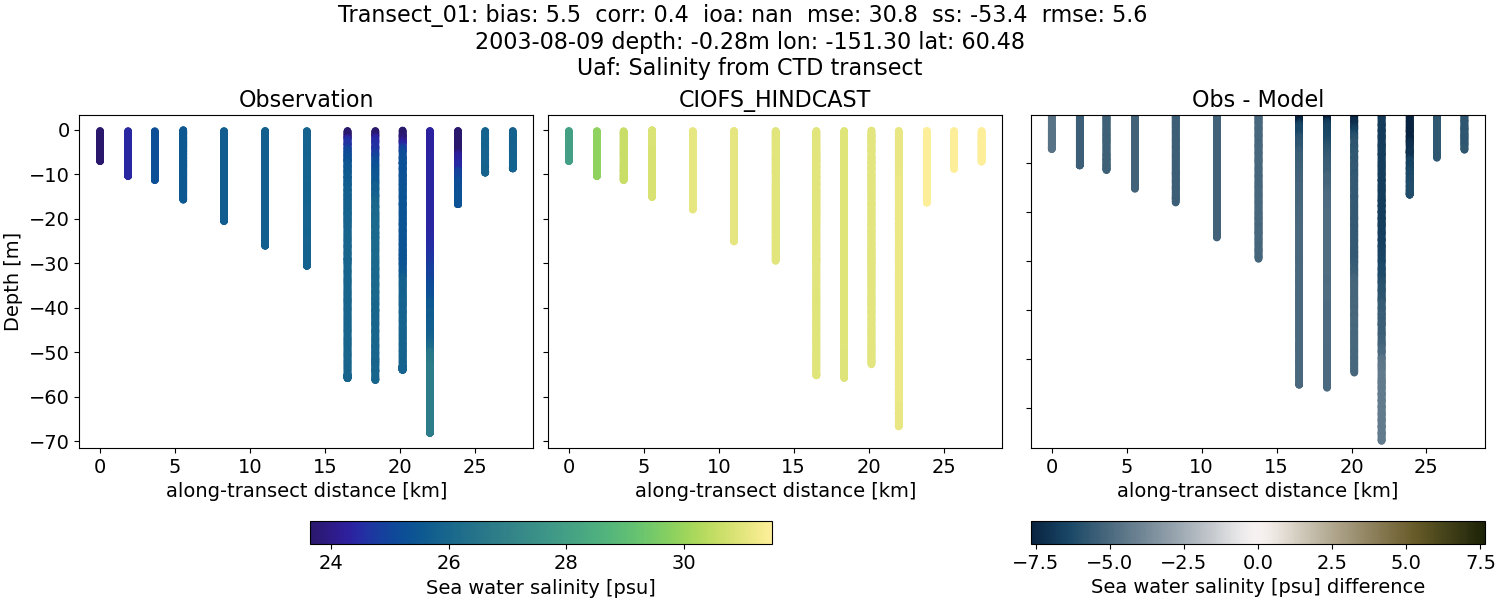 Transect_01: bias: 5.5  corr: 0.4  ioa: nan  mse: 30.8  ss: -53.4  rmse: 5.6
2003-08-09 depth: -0.28m lon: -151.30 lat: 60.48
Uaf: Salinity from CTD transect
Observation
CIOFS_HINDCAST
Obs - Model
Depth [m]
0
−10
−20
−30
−40
−50
−60
−70
0 5 10 15 20 25
0 5 10 15 20 25
0 5 10 15 20 25
along-transect distance [km]
along-transect distance [km]
along-transect distance [km]
24 26 28 30
Sea water salinity [psu]
−7.5 −5.0 −2.5 0.0 2.5 5.0 7.5
Sea water salinity [psu] difference